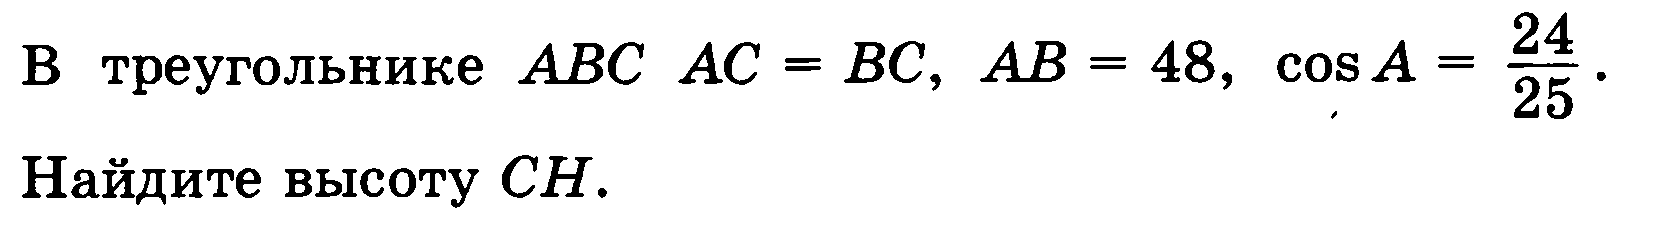 В треугольнике ABC AC = BC, AB = 48, cos A = 24/25.
Найдите высоту CH.